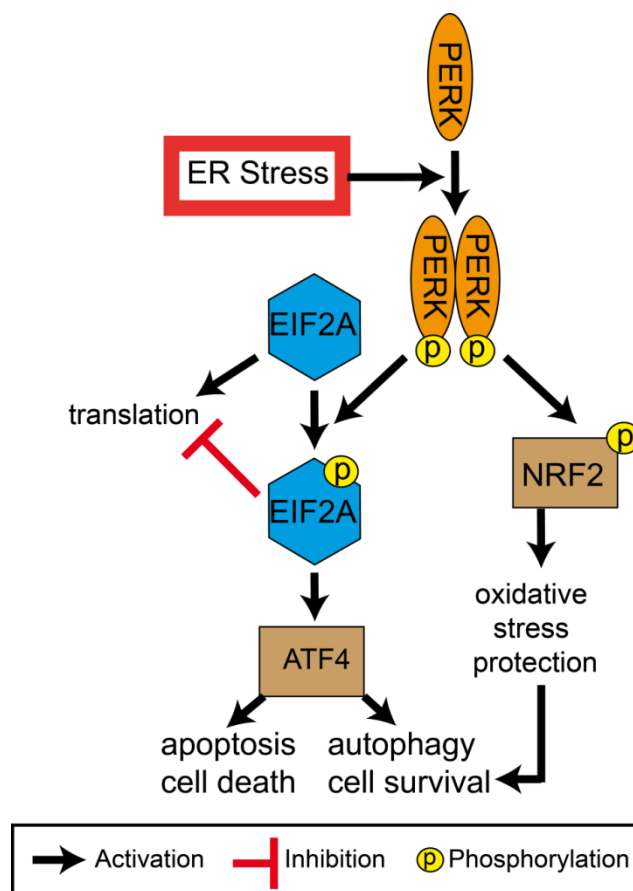 PERK
ER Stress
PERK
PERK
EIF2A
p
p
translation
p
p
EIF2A
NRF2
oxidative
stress
protection
ATF4
apoptosis
cell death
autophagy
cell survival
Activation
Inhibition
p
Phosphorylation